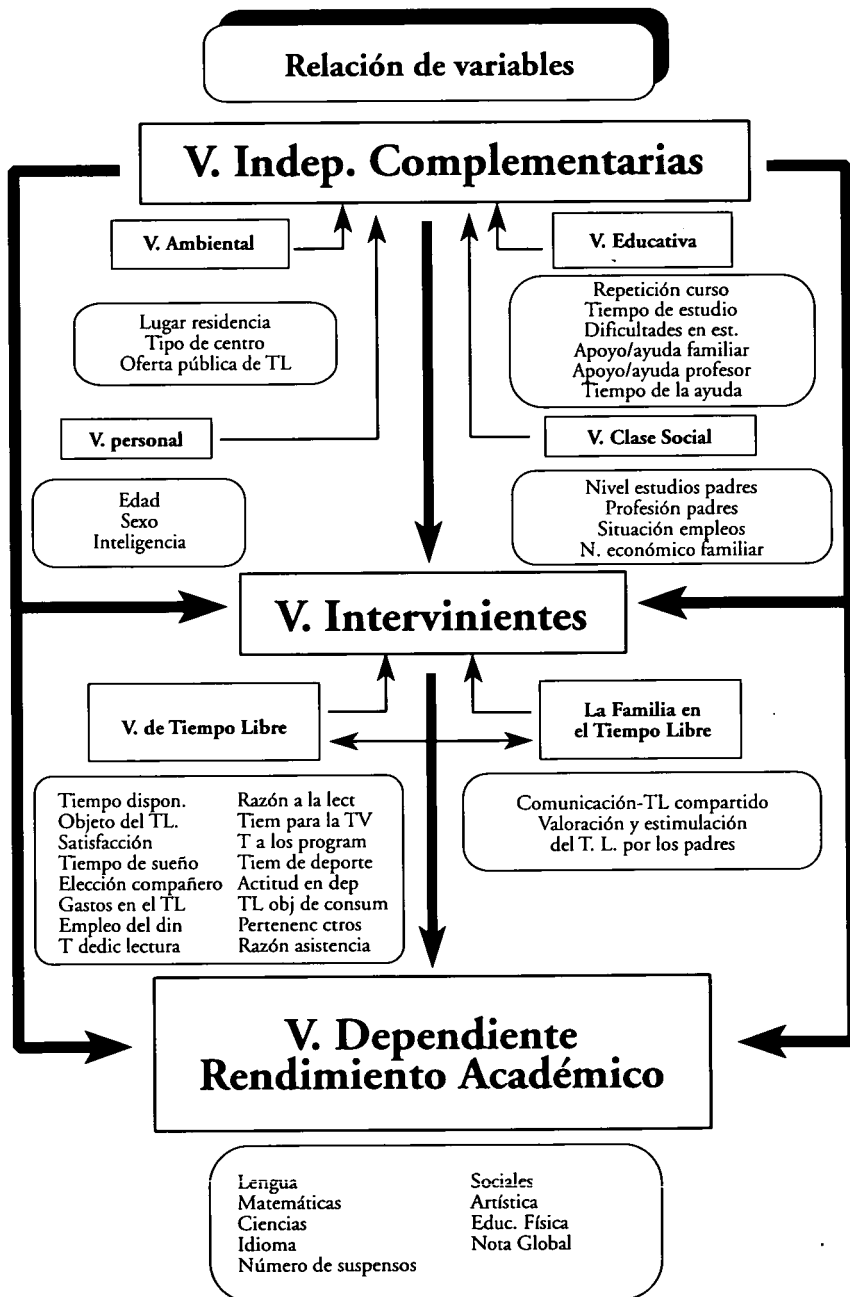 Relación de variables
V. Indep. Complementarias
V. Ambiental
V. Educativa
Lugar residencia
Tipo de centro
Oferta pública de TL
Repetición curso
Tiempo de estudio
Dificultades en est.
Apoyo/ayuda familiar
Apoyo/ayuda profesor
Tiempo de la ayuda
V. personal
V. Clase Social
Edad
Sexo
Inteligencia
Nivel estudios padres
Profesión padres
Situación empleos
N. económico familiar
V. Intervinientes
V. de Tiempo Libre
La Familia en
el Tiempo Libre
Tiempo dispon.
Objeto del TL.
Satisfacción
Tiempo de sueño
Elección compañero
Gastos en el TL
Empleo del din
T dedic lectura
Razón a la lect
Tiem para la TV
T a los program
Tiem de deporte
Actitud en dep
TL obj de consum
Pertenenc ctros
Razón asistencia
Comunicación-TL compartido
Valoración y estimulación
del T. L. por los padres
V. Dependiente
Rendimiento Académico
Lengua
Matemáticas
Ciencias
Idioma
Número de suspensos
Sociales
Artística
Educ. Física
Nota Global